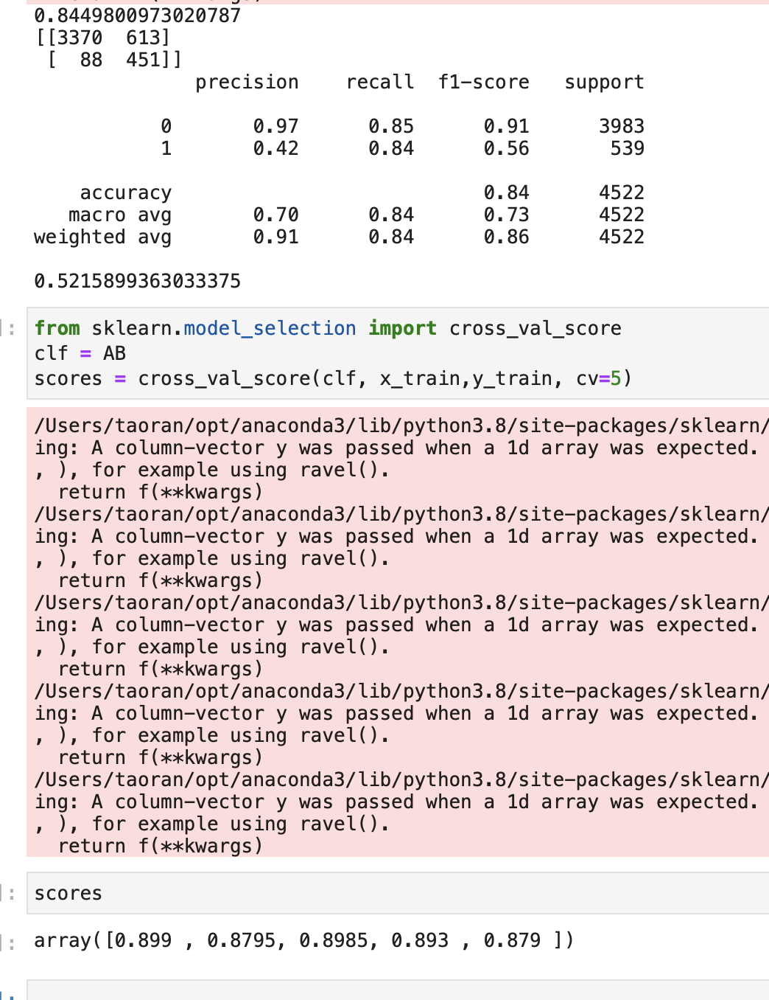 0.8449800973020787
[[3370  613]
 [  88  451]]
              precision    recall  f1-score   support

           0       0.97      0.85      0.91      3983
           1       0.42      0.84      0.56       539

    accuracy                           0.84      4522
   macro avg       0.70      0.84      0.73      4522
weighted avg       0.91      0.84      0.86      4522

0.5215899363033375
]: from sklearn.model_selection import cross_val_score
clf = AB
scores = cross_val_score(clf, x_train,y_train, cv=5)
/Users/taoran/opt/anaconda3/lib/python3.8/site-packages/sklearn/
ing: A column-vector y was passed when a 1d array was expected.
, ), for example using ravel().
  return f(**kwargs)
/Users/taoran/opt/anaconda3/lib/python3.8/site-packages/sklearn/
ing: A column-vector y was passed when a 1d array was expected.
, ), for example using ravel().
  return f(**kwargs)
/Users/taoran/opt/anaconda3/lib/python3.8/site-packages/sklearn/
ing: A column-vector y was passed when a 1d array was expected.
, ), for example using ravel().
  return f(**kwargs)
/Users/taoran/opt/anaconda3/lib/python3.8/site-packages/sklearn/
ing: A column-vector y was passed when a 1d array was expected.
, ), for example using ravel().
  return f(**kwargs)
/Users/taoran/opt/anaconda3/lib/python3.8/site-packages/sklearn/
ing: A column-vector y was passed when a 1d array was expected.
, ), for example using ravel().
  return f(**kwargs)
]: scores
]: array([0.899 , 0.8795, 0.8985, 0.893 , 0.879 ])